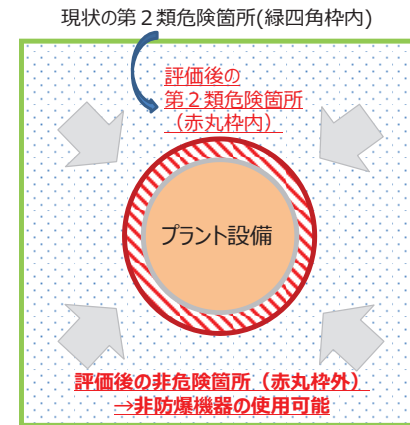 現状の第２類危険箇所(緑四角枠内)
評価後の
第２類危険箇所
（赤丸枠内）
プラント設備
評価後の非危険箇所（赤丸枠外）
→非防爆機器の使用可能